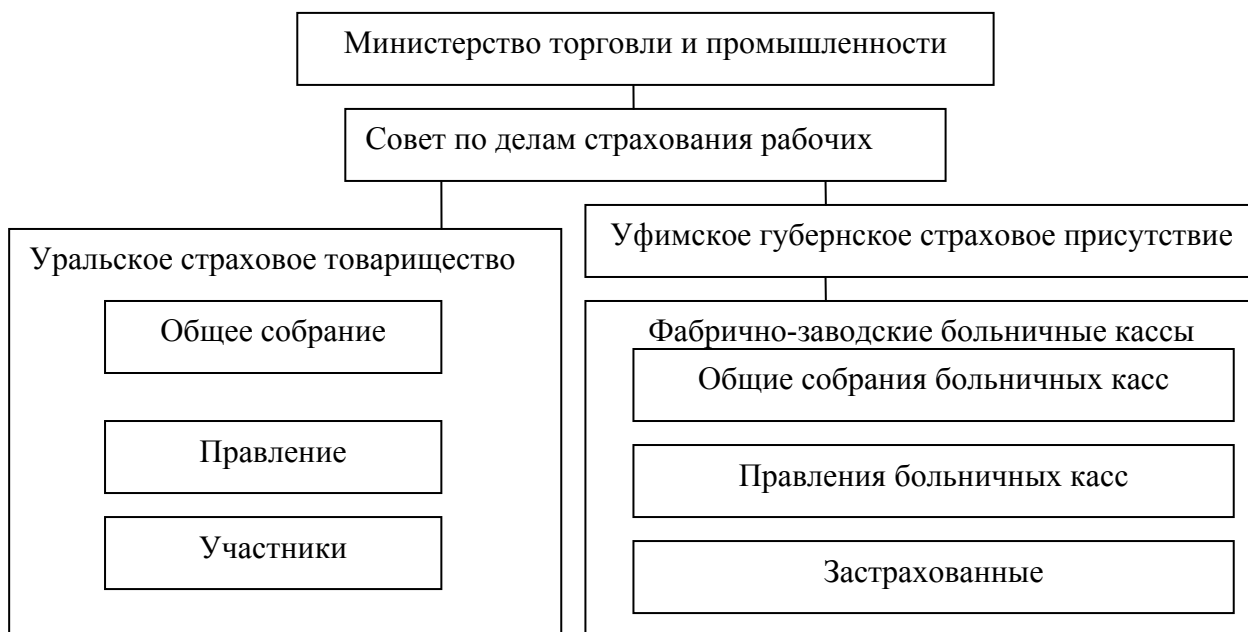 Министерство торговли и промышленности
Совет по делам страхования рабочих
Уральское страховое товарищество
Общее собрание
Правление
Участники
Уфимское губернское страховое присутствие
Фабрично-заводские больничные кассы
Общие собрания больничных касс
Правления больничных касс
Застрахованные